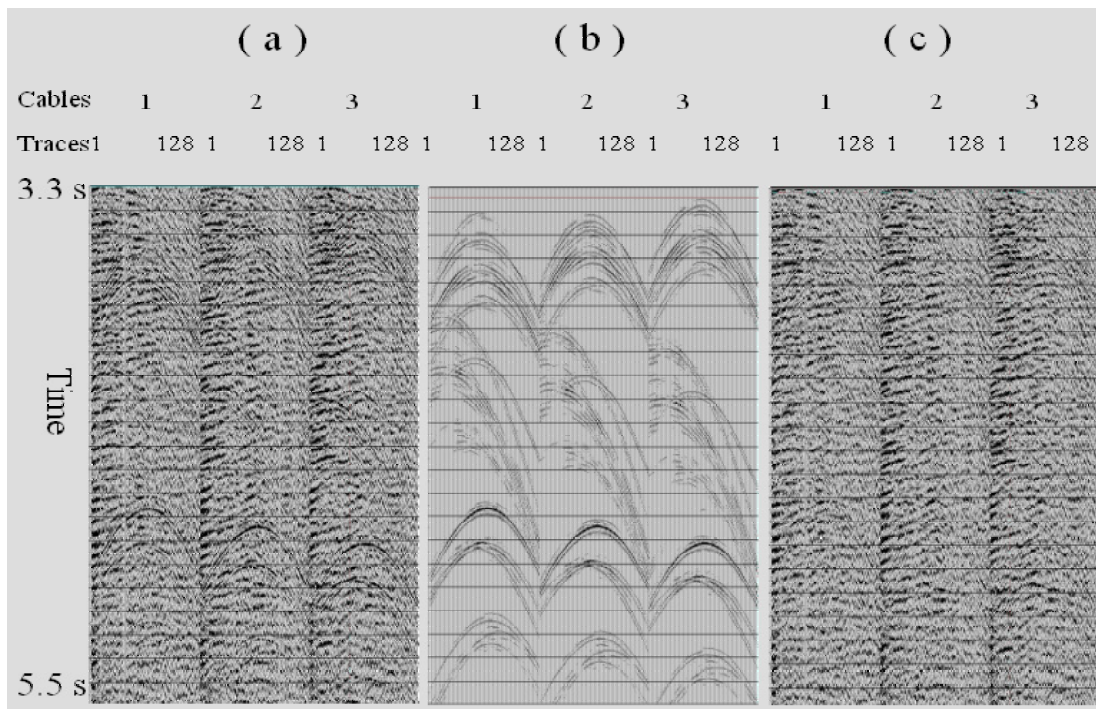 ( a ) ( b ) ( c )
Cables 1 2 3 1 2 3 1 2 3
Traces1 128 1 128 1 128 1 128 1 128 1 128 1 128 1 128 1 128
3.3 s
Time
5.5 s